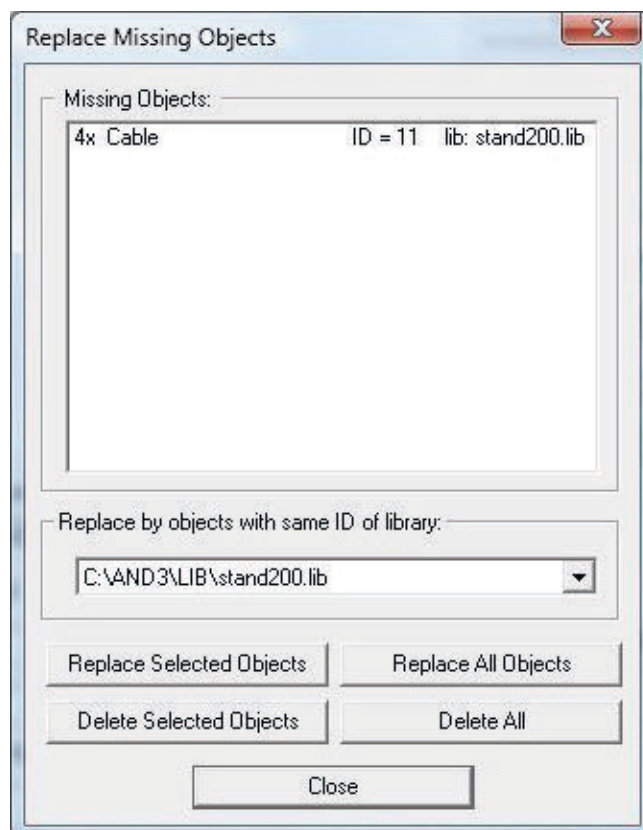 Replace Missing Objects
Missing Objects:
4x Cable ID = 11 lib: stand200.lib
Replace by objects with same ID of library:
C:\AND3\LIB\stand200.lib
Replace Selected Objects Replace All Objects
Delete Selected Objects Delete All
Close